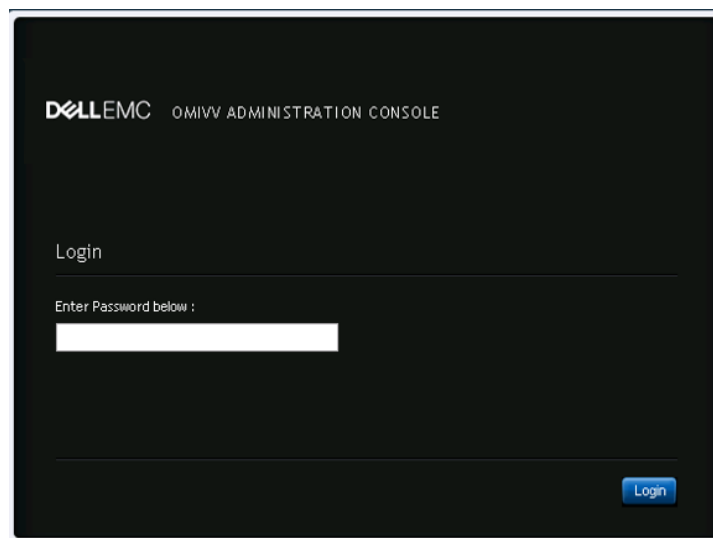 DELLEMC OMIVV ADMINISTRATION CONSOLE
Login
Enter Password below :
Login